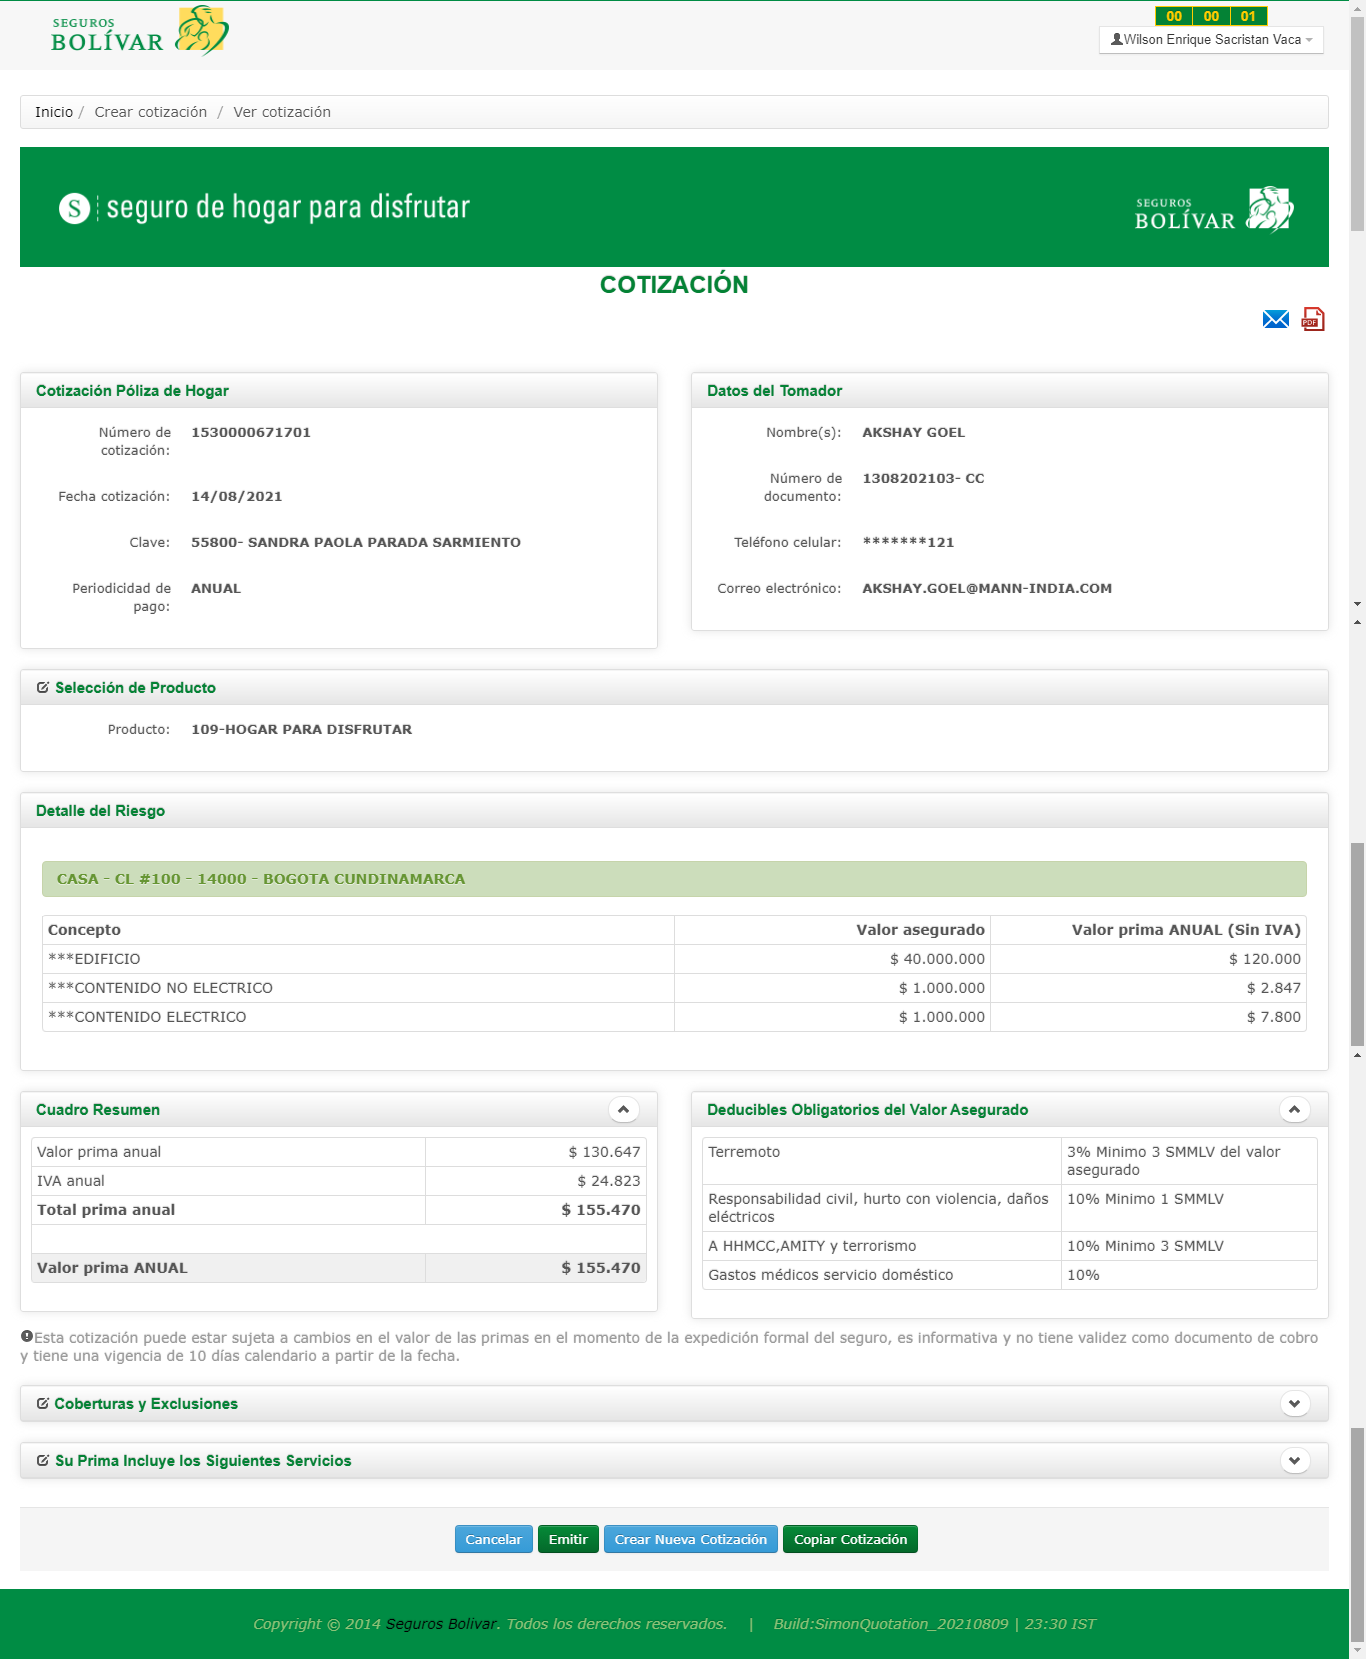 SEGUROS
BOLÍVAR
00 00 01
Wilson Enrique Sacristan Vaca
Inicio / Crear cotización / Ver cotización
S seguro de hogar para disfrutar
SEGUROS
BOLÍVAR
COTIZACIÓN
PDF
Cotización Póliza de Hogar
Número de cotización: 1530000671701
Fecha cotización: 14/08/2021
Clave: 55800- SANDRA PAOLA PARADA SARMIENTO
Periodicidad de pago: ANUAL
Datos del Tomador
Nombre(s): AKSHAY GOEL
Número de documento: 1308202103- CC
Teléfono celular: *******121
Correo electrónico: AKSHAY.GOEL@MANN-INDIA.COM
Selección de Producto
Producto: 109-HOGAR PARA DISFRUTAR
Detalle del Riesgo
CASA - CL #100 - 14000 - BOGOTA CUNDINAMARCA
Concepto Valor asegurado Valor prima ANUAL (Sin IVA)
***EDIFICIO $ 40.000.000 $ 120.000
***CONTENIDO NO ELECTRICO $ 1.000.000 $ 2.847
***CONTENIDO ELECTRICO $ 1.000.000 $ 7.800
Cuadro Resumen
Valor prima anual $ 130.647
IVA anual $ 24.823
Total prima anual $ 155.470
Valor prima ANUAL $ 155.470
Deducibles Obligatorios del Valor Asegurado
Terremoto 3% Minimo 3 SMMLV del valor asegurado
Responsabilidad civil, hurto con violencia, daños eléctricos 10% Minimo 1 SMMLV
A HHMCC,AMITY y terrorismo 10% Minimo 3 SMMLV
Gastos médicos servicio doméstico 10%
Esta cotización puede estar sujeta a cambios en el valor de las primas en el momento de la expedición formal del seguro, es informativa y no tiene validez como documento de cobro
y tiene una vigencia de 10 días calendario a partir de la fecha.
Coberturas y Exclusiones
Su Prima Incluye los Siguientes Servicios
Cancelar Emitir Crear Nueva Cotización Copiar Cotización
Copyright © 2014 Seguros Bolivar. Todos los derechos reservados. | Build:SimonQuotation_20210809 | 23:30 IST